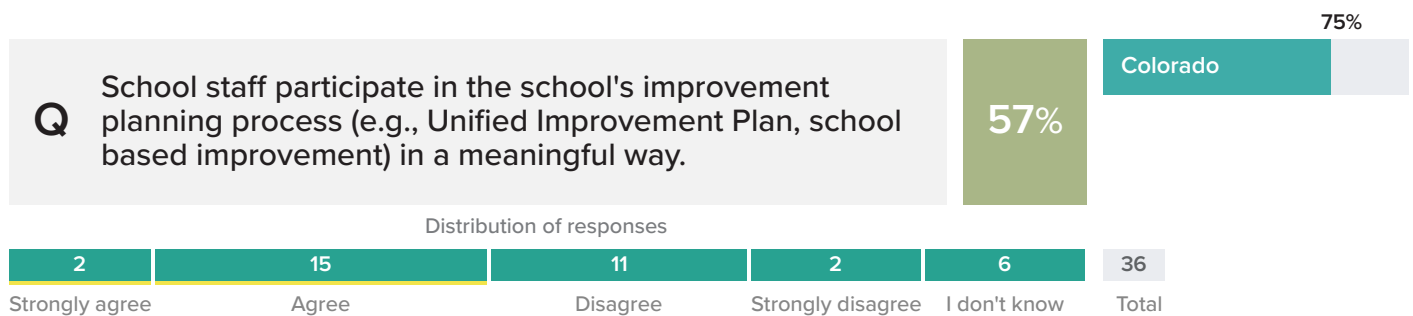 75%
Q
School staff participate in the school's improvement
planning process (e.g., Unified Improvement Plan, school
based improvement) in a meaningful way.
57%
Colorado
Distribution of responses
2 15 11 2 6 36
Strongly agree Agree Disagree Strongly disagree I don't know Total